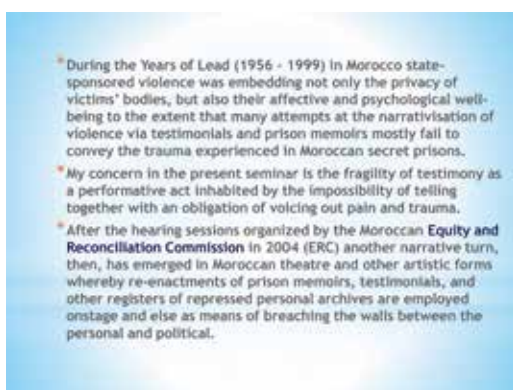 *During the Years of Lead (1956 - 1999) in Morocco state-
sponsored violence was embedding not only the privacy of
victims' bodies, but also their affective and psychological well-
being to the extent that many attempts at the narrativisation of
violence via testimonials and prison memoirs mostly fail to
convey the trauma experienced in Moroccan secret prisons.
*My concern in the present seminar is the fragility of testimony as
a performative act inhabited by the impossibility of telling
together with an obligation of voicing out pain and trauma.
*After the hearing sessions organized by the Moroccan Equity and
Reconciliation Commission in 2004 (ERC) another narrative turn,
then, has emerged in Moroccan theatre and other artistic forms
whereby re-enactments of prison memoirs, testimonials, and
other registers of repressed personal archives are employed
onstage and else as means of breaching the walls between the
personal and political.